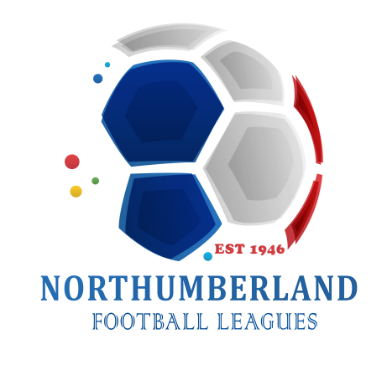 EST 1946
NORTHUMBERLAND
FOOTBALL LEAGUES